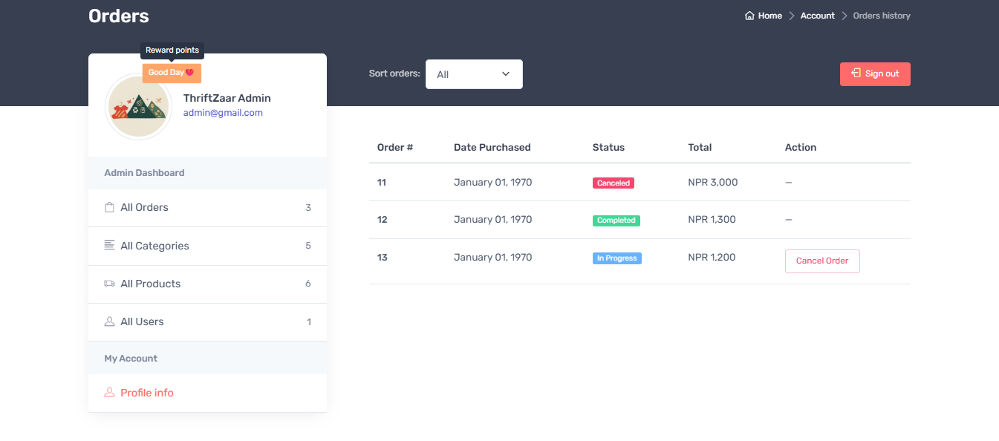 Orders
Home > Account > Orders history
Reward points
Good Day
ThriftZaar Admin
admin@gmail.com
Sort orders: All
Sign out
Admin Dashboard
All Orders 3
All Categories 5
All Products 6
All Users 1
My Account
Profile info
Order # Date Purchased Status Total Action
11 January 01, 1970 Canceled NPR 3,000 —
12 January 01, 1970 Completed NPR 1,300 —
13 January 01, 1970 In Progress NPR 1,200 Cancel Order